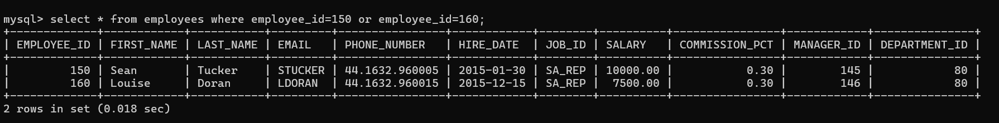 mysql> select * from employees where employee_id=150 or employee_id=160;
+-------------+------------+-----------+---------+----------------+------------+--------+----------+----------------+------------+---------------+
| EMPLOYEE_ID | FIRST_NAME | LAST_NAME | EMAIL   | PHONE_NUMBER   | HIRE_DATE  | JOB_ID | SALARY   | COMMISSION_PCT | MANAGER_ID | DEPARTMENT_ID |
+-------------+------------+-----------+---------+----------------+------------+--------+----------+----------------+------------+---------------+
|         150 | Sean       | Tucker    | STUCKER | 44.1632.960005 | 2015-01-30 | SA_REP | 10000.00 |           0.30 |        145 |            80 |
|         160 | Louise     | Doran     | LDORAN  | 44.1632.960015 | 2015-12-15 | SA_REP |  7500.00 |           0.30 |        146 |            80 |
+-------------+------------+-----------+---------+----------------+------------+--------+----------+----------------+------------+---------------+
2 rows in set (0.018 sec)